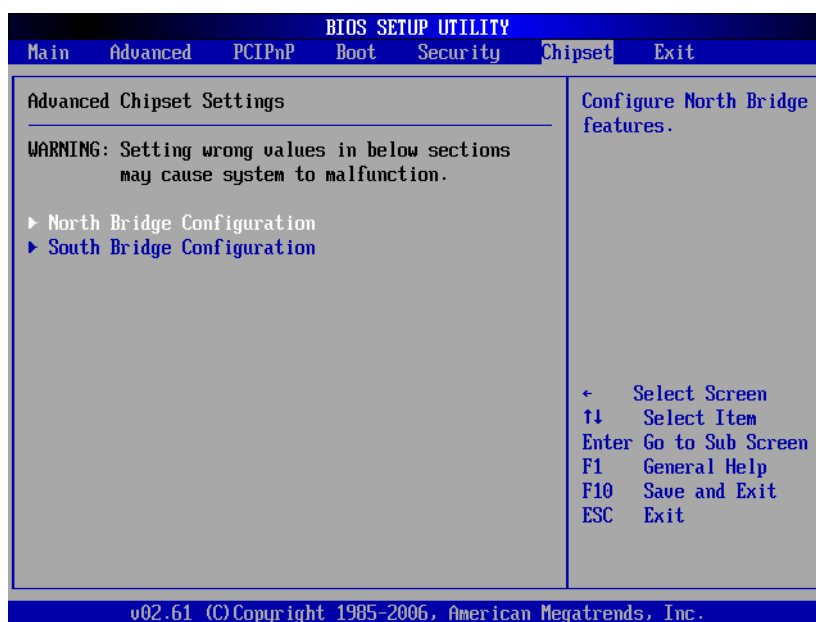 BIOS SETUP UTILITY
Main Advanced PCIPnP Boot Security Chipset Exit
Advanced Chipset Settings
WARNING: Setting wrong values in below sections
may cause system to malfunction.
▶ North Bridge Configuration
▶ South Bridge Configuration
Configure North Bridge
features.
← Select Screen
↑↓ Select Item
Enter Go to Sub Screen
F1 General Help
F10 Save and Exit
ESC Exit
v02.61 (C)Copyright 1985-2006, American Megatrends, Inc.